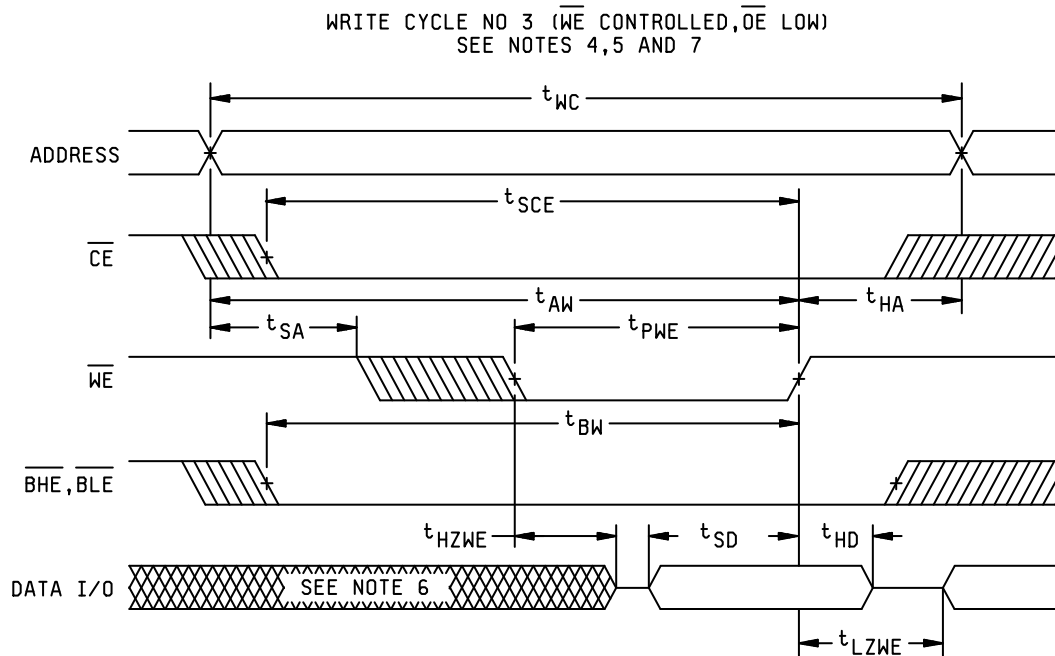 WRITE CYCLE NO 3 (WE CONTROLLED,OE LOW)
SEE NOTES 4,5 AND 7
tWC
ADDRESS
tSCE
CE
tAW
tHA
tSA
tPWE
WE
tBW
BHE,BLE
tHZWE
tSD
tHD
DATA I/O
SEE NOTE 6
tLZWE